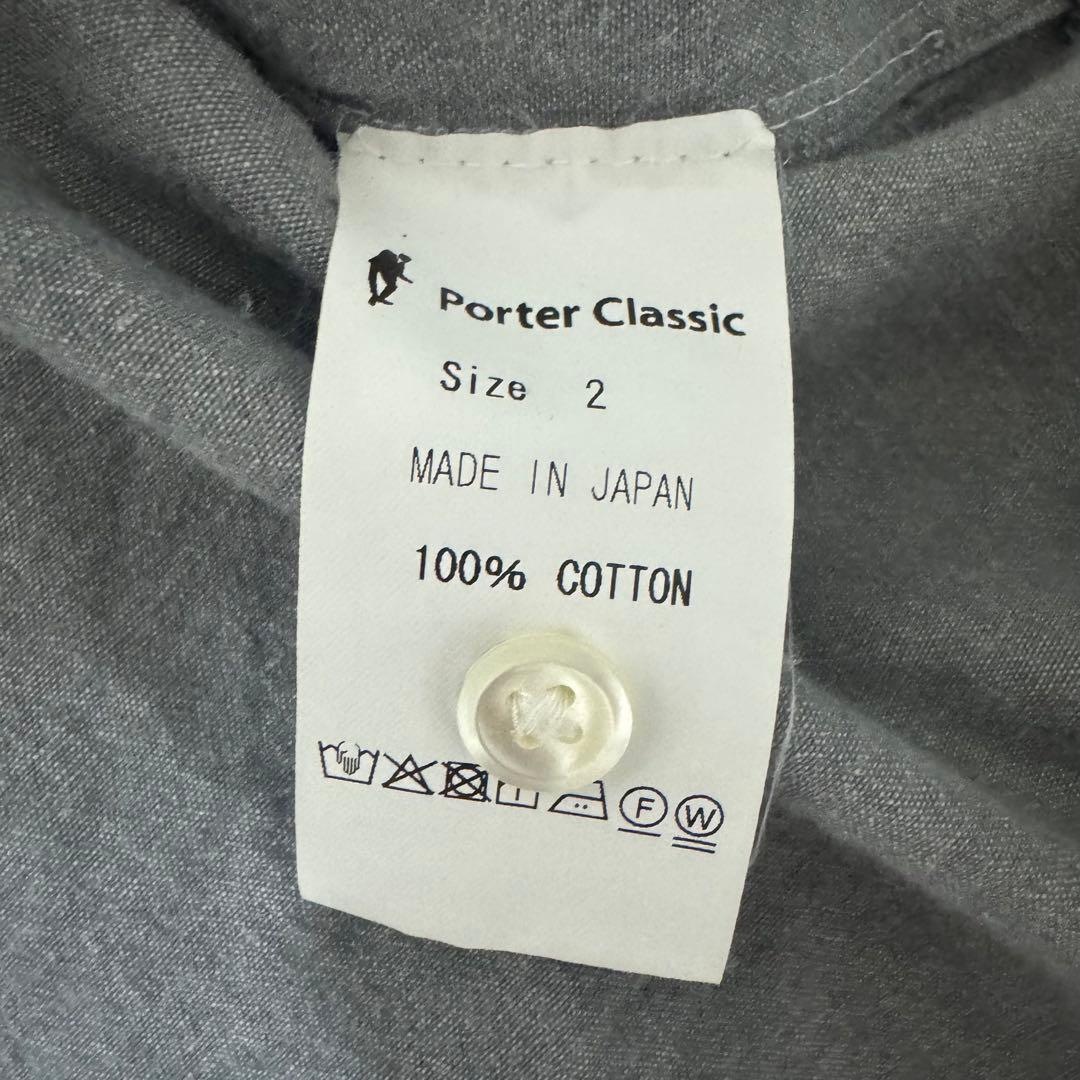 Porter Classic
Size 2
MADE IN JAPAN
100% COTTON
F W